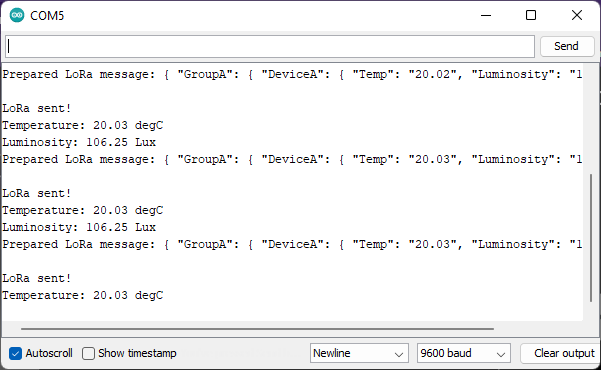 COM5
Send
Prepared LoRa message: { "GroupA": { "DeviceA": { "Temp": "20.02", "Luminosity": "1
LoRa sent!
Temperature: 20.03 degC
Luminosity: 106.25 Lux
Prepared LoRa message: { "GroupA": { "DeviceA": { "Temp": "20.03", "Luminosity": "1
LoRa sent!
Temperature: 20.03 degC
Luminosity: 106.25 Lux
Prepared LoRa message: { "GroupA": { "DeviceA": { "Temp": "20.03", "Luminosity": "1
LoRa sent!
Temperature: 20.03 degC
Autoscroll Show timestamp Newline 9600 baud Clear output